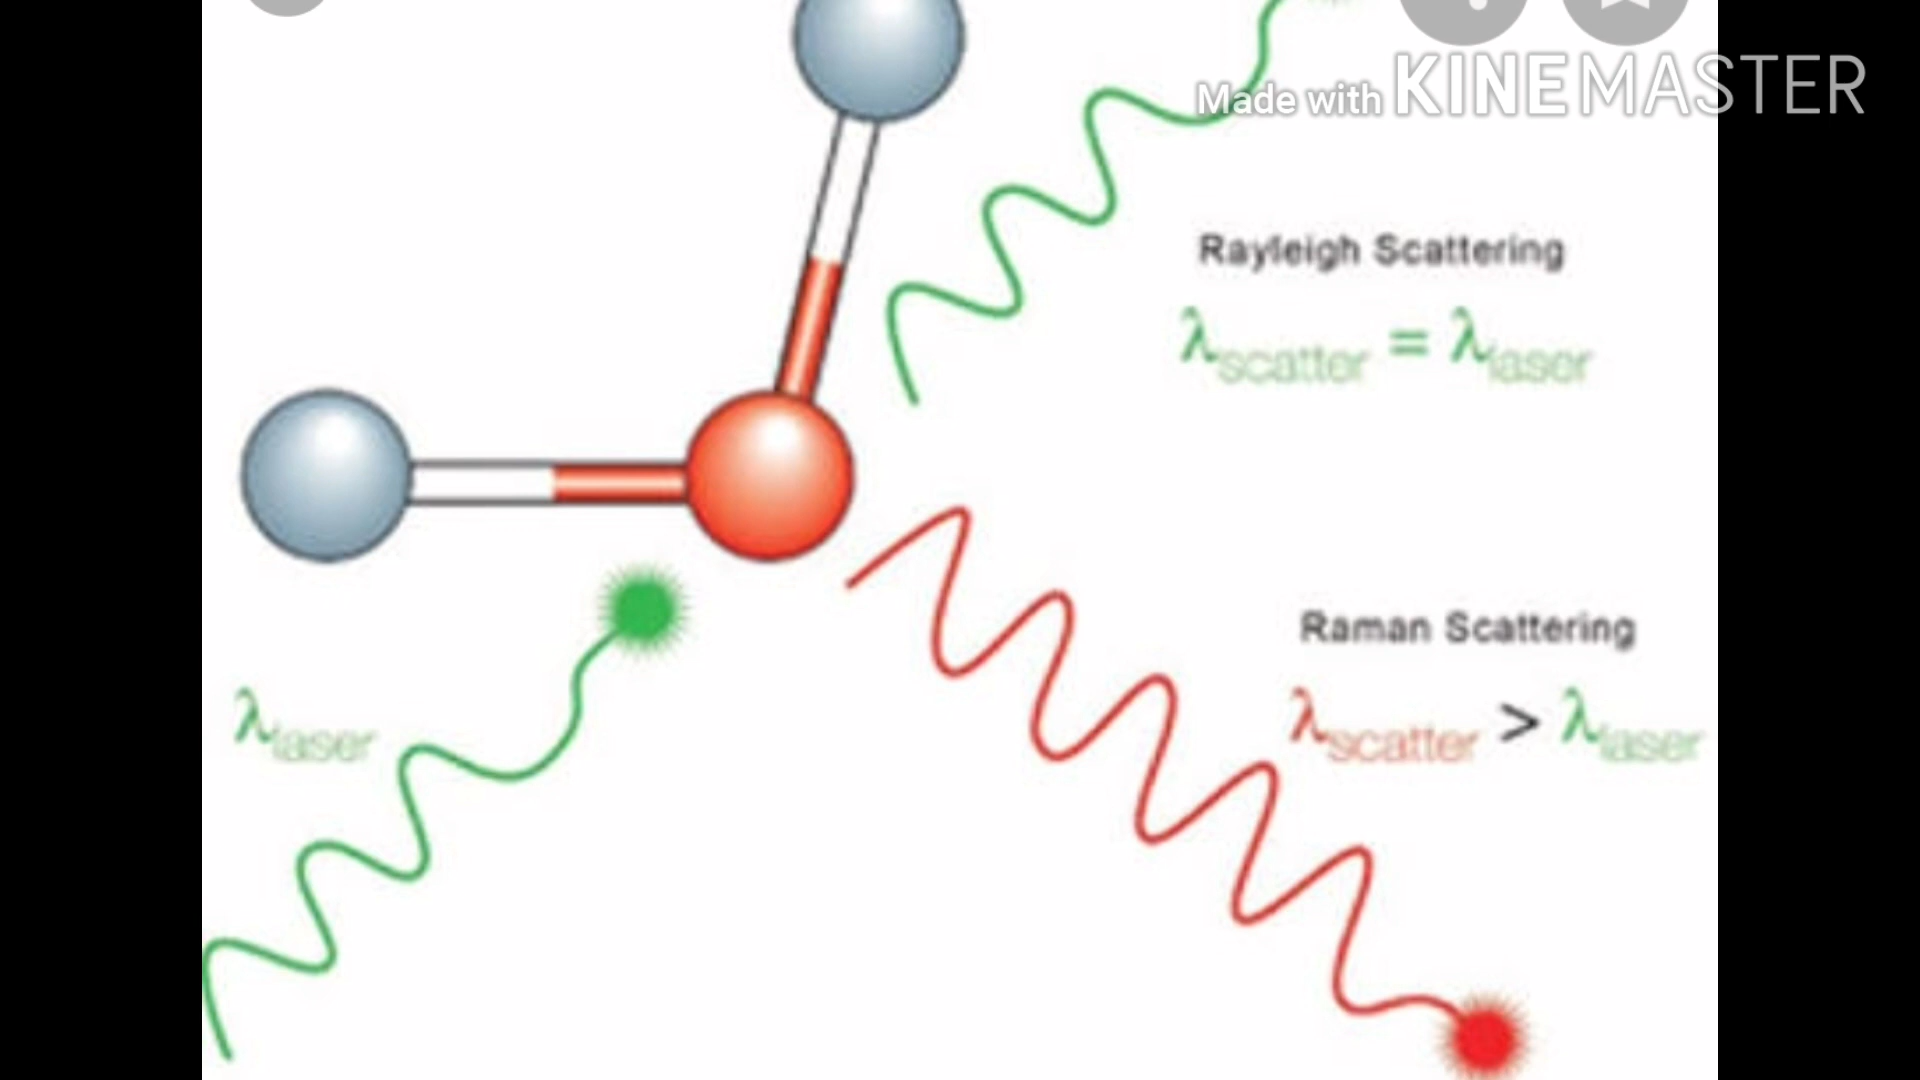 Made with KINEMASTER
Rayleigh Scattering
λscatter = λlaser
Raman Scattering
λscatter > λlaser
λlaser